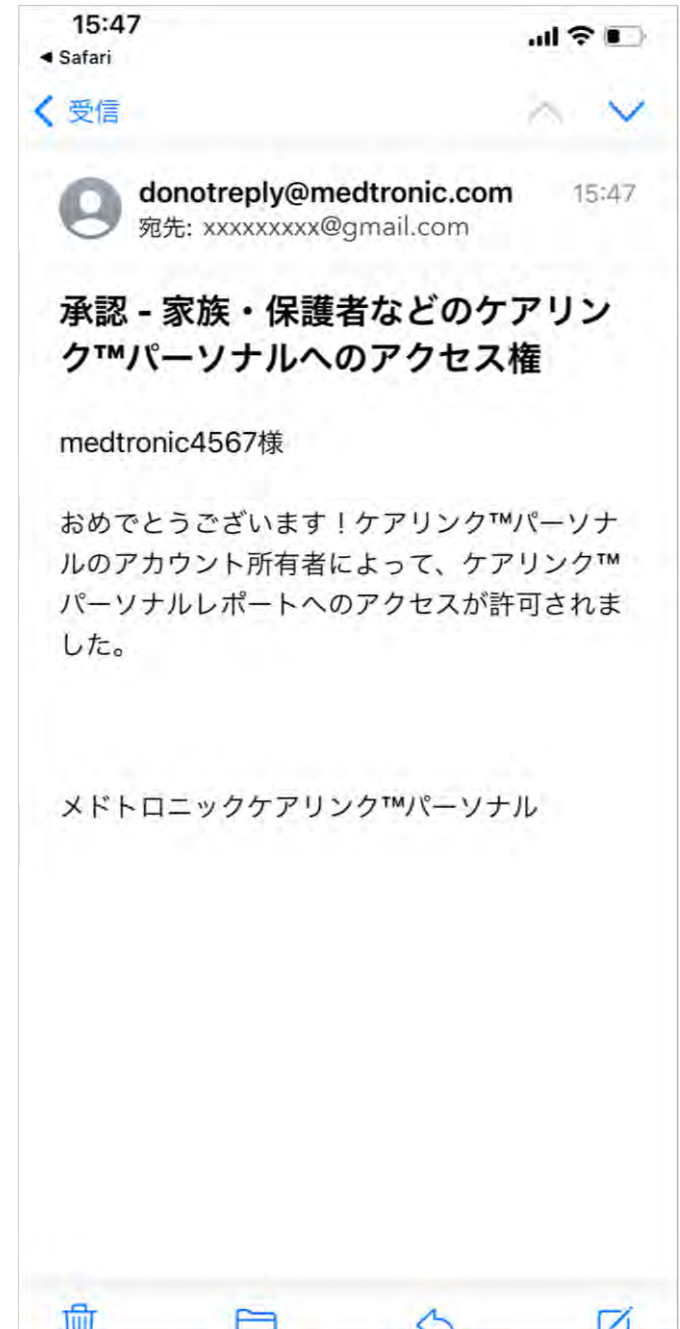 15:47
◀ Safari
受信
donotreply@medtronic.com 15:47
宛先: xxxxxxxxx@gmail.com
承認 - 家族・保護者などのケアリン
ク™パーソナルへのアクセス権
medtronic4567様
おめでとうございます！ケアリンク™パーソナ
ルのアカウント所有者によって、ケアリンク™
パーソナルレポートへのアクセスが許可されま
した。
メドトロニックケアリンク™パーソナル